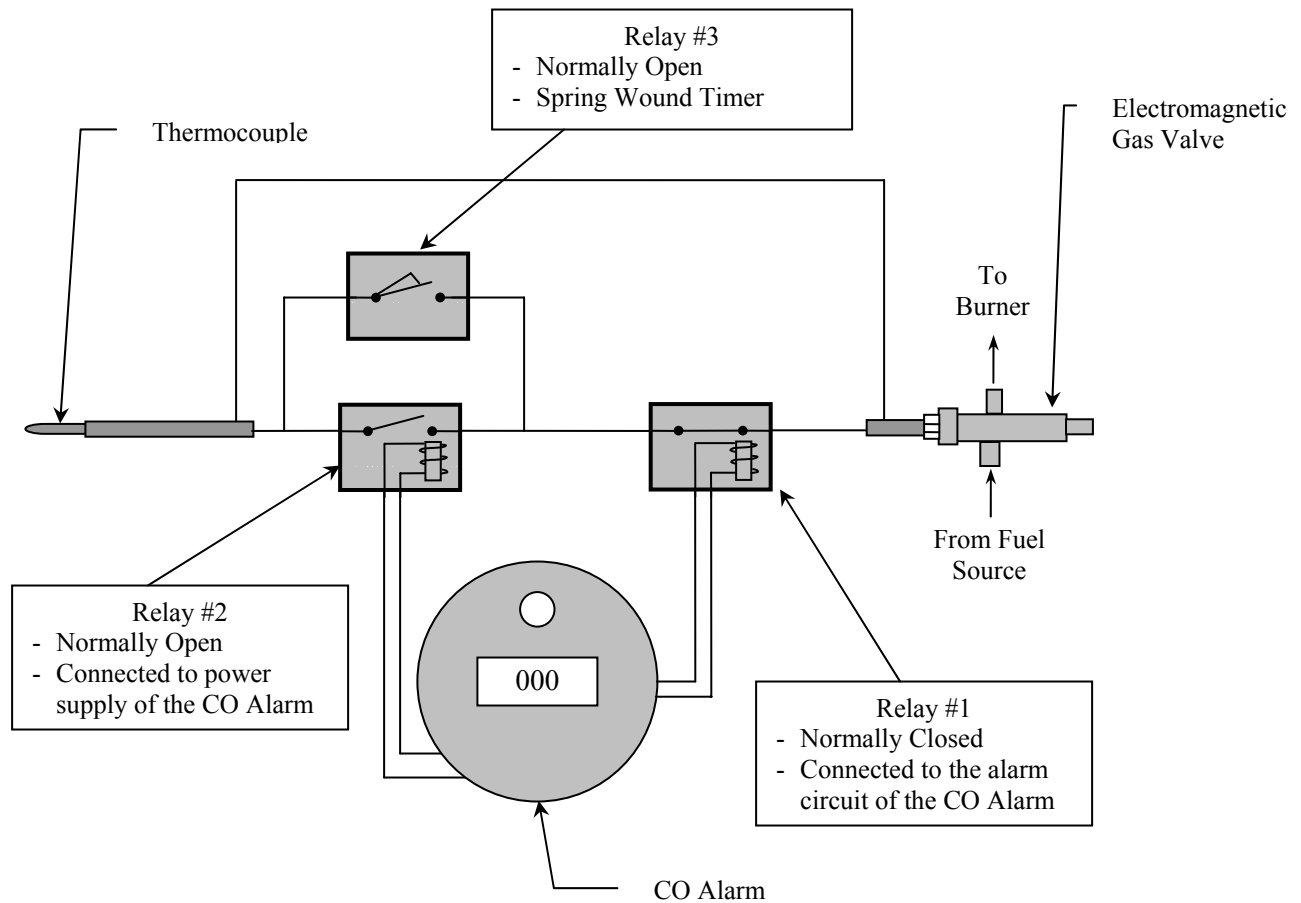 Relay #3
- Normally Open
- Spring Wound Timer
Thermocouple
Electromagnetic
Gas Valve
To
Burner
From Fuel
Source
Relay #2
- Normally Open
- Connected to power
supply of the CO Alarm
000
Relay #1
- Normally Closed
- Connected to the alarm
circuit of the CO Alarm
CO Alarm